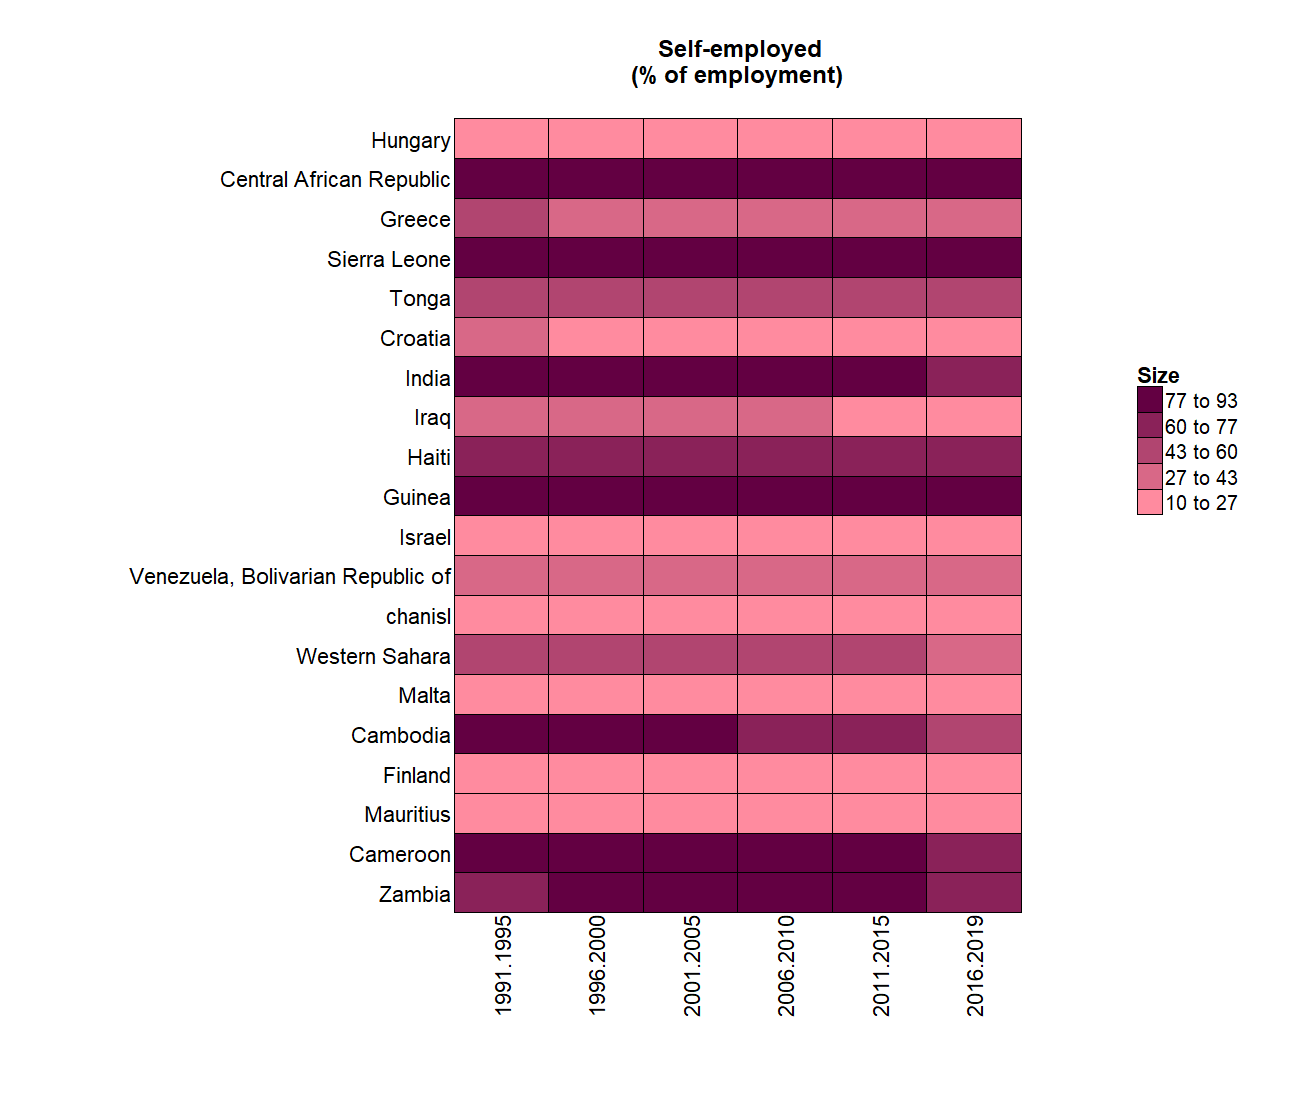 Self-employed
(% of employment)
Hungary
Central African Republic
Greece
Sierra Leone
Tonga
Croatia
India
Iraq
Haiti
Guinea
Israel
Venezuela, Bolivarian Republic of
chanisl
Western Sahara
Malta
Cambodia
Finland
Mauritius
Cameroon
Zambia
1991.1995
1996.2000
2001.2005
2006.2010
2011.2015
2016.2019
Size
77 to 93
60 to 77
43 to 60
27 to 43
10 to 27